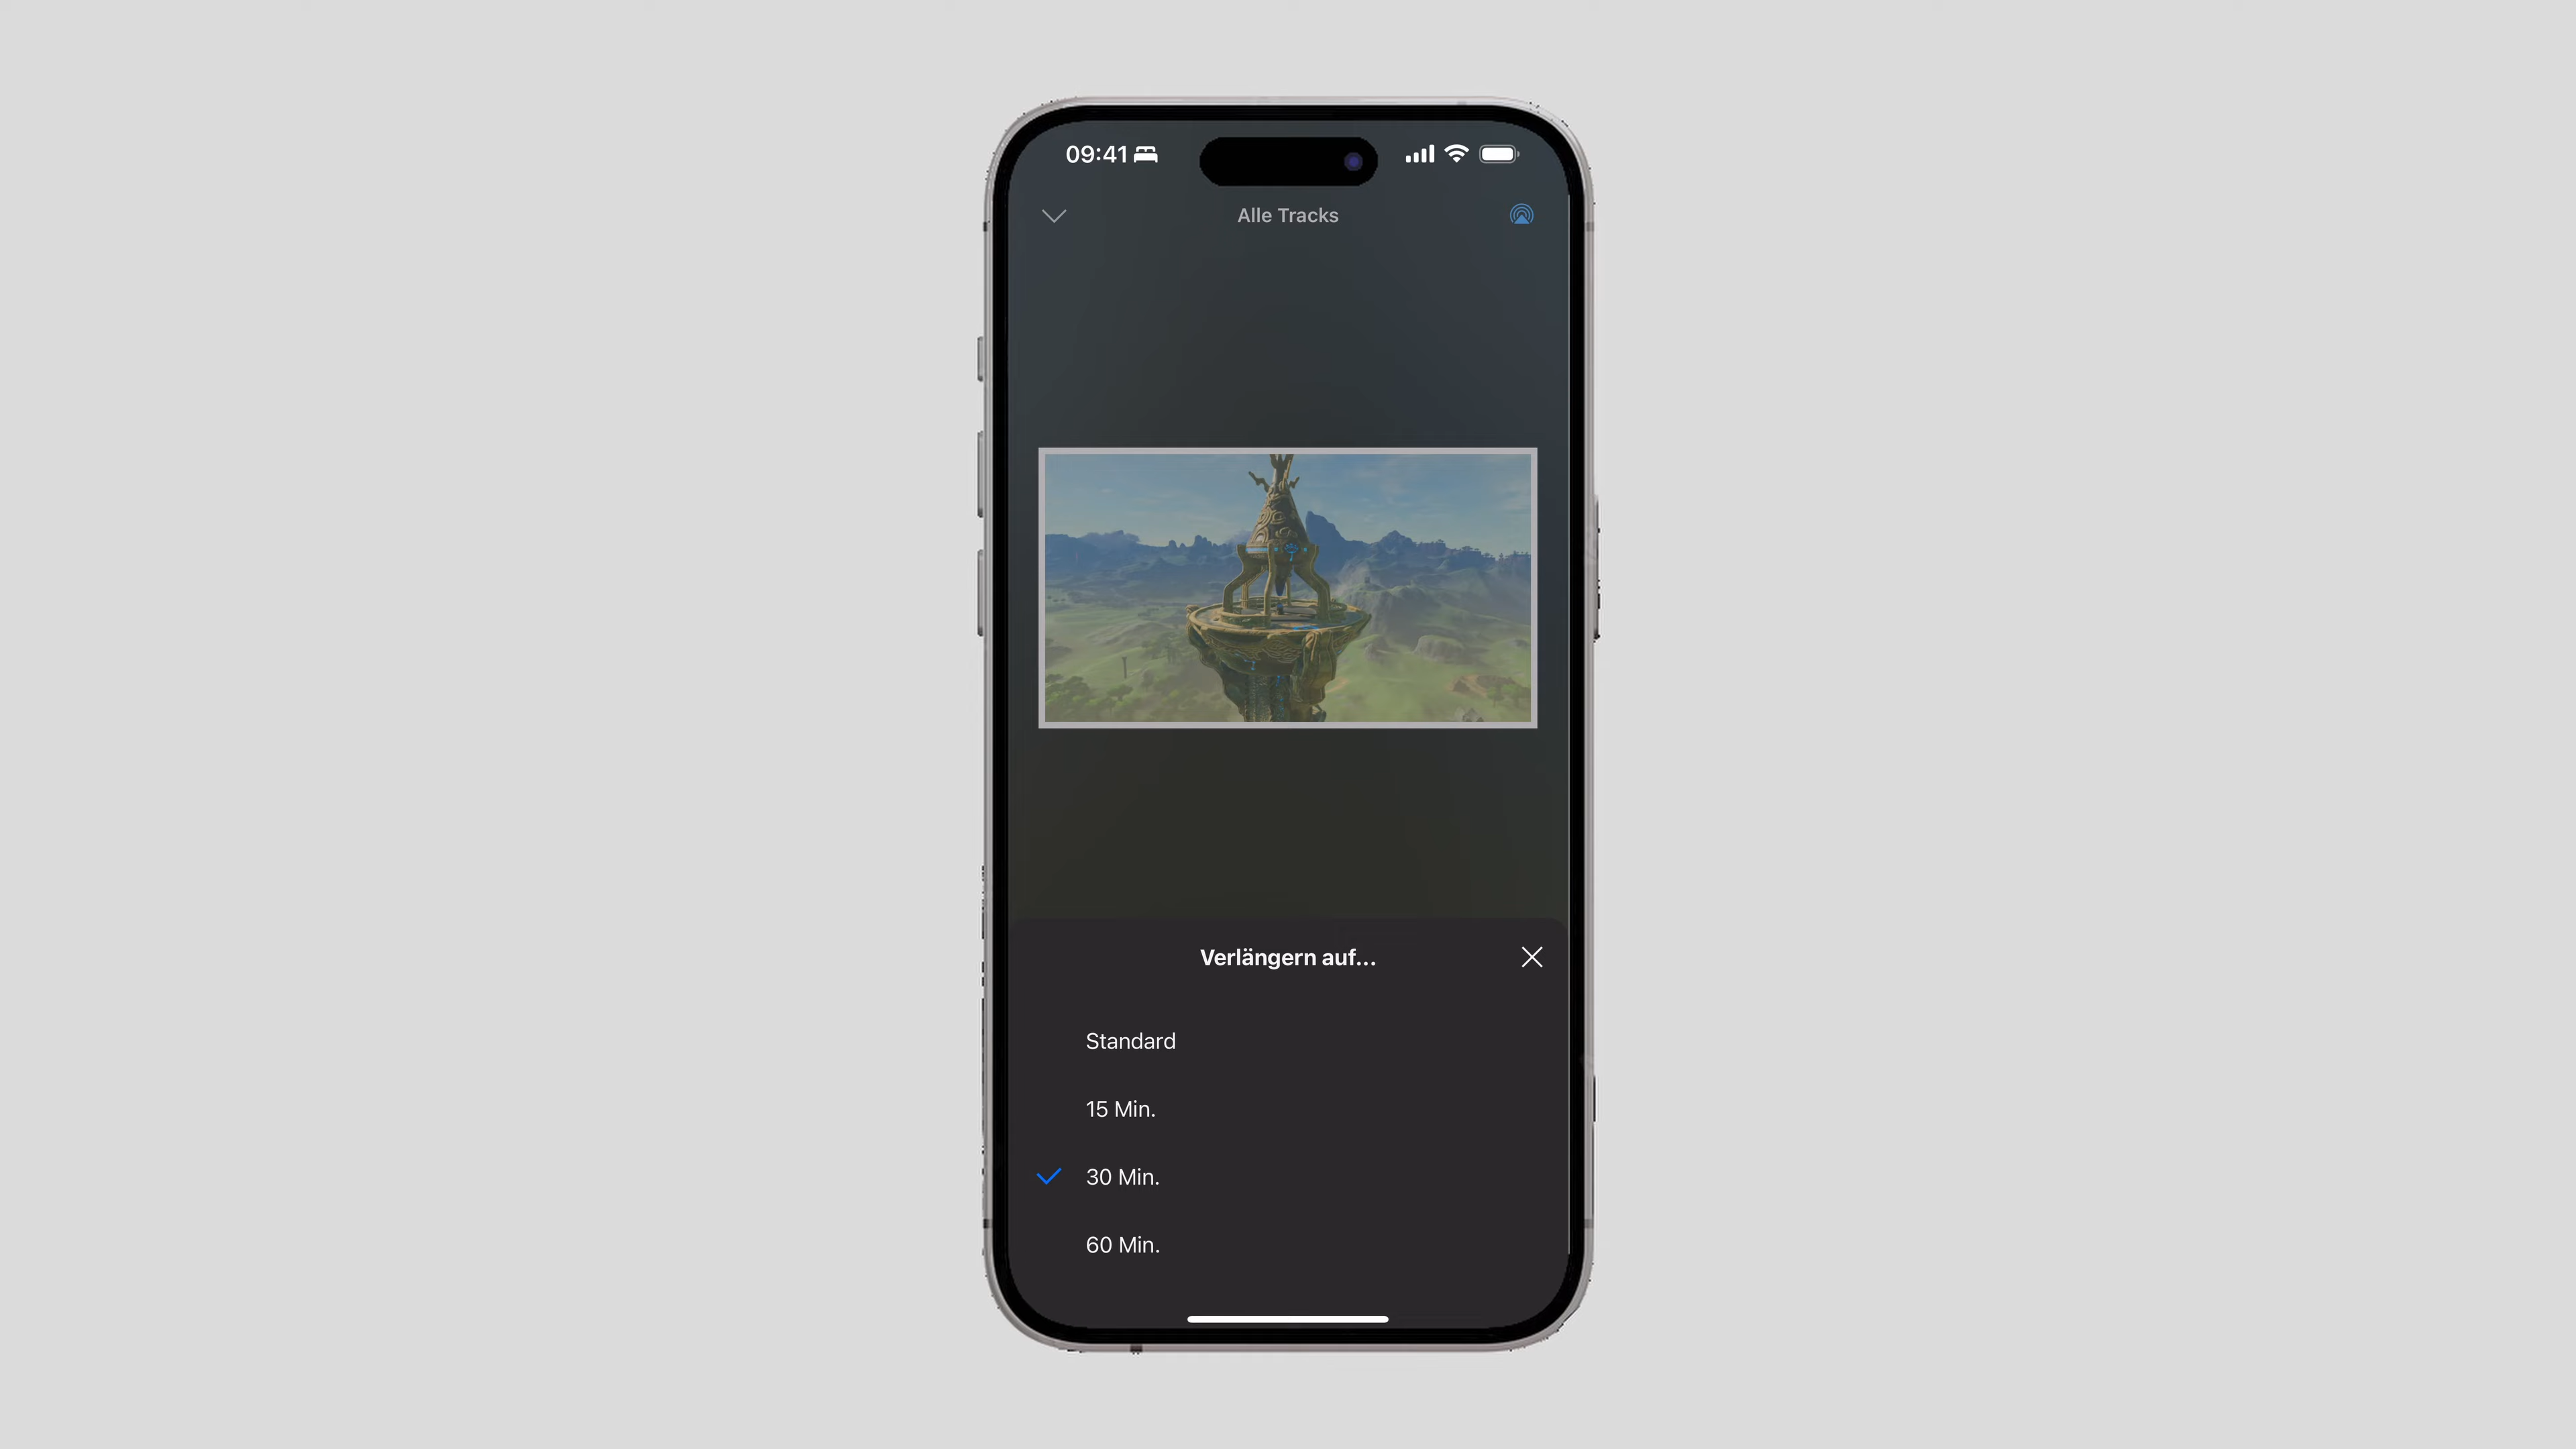 09:41
Alle Tracks
Verlängern auf...
Standard
15 Min.
30 Min.
60 Min.